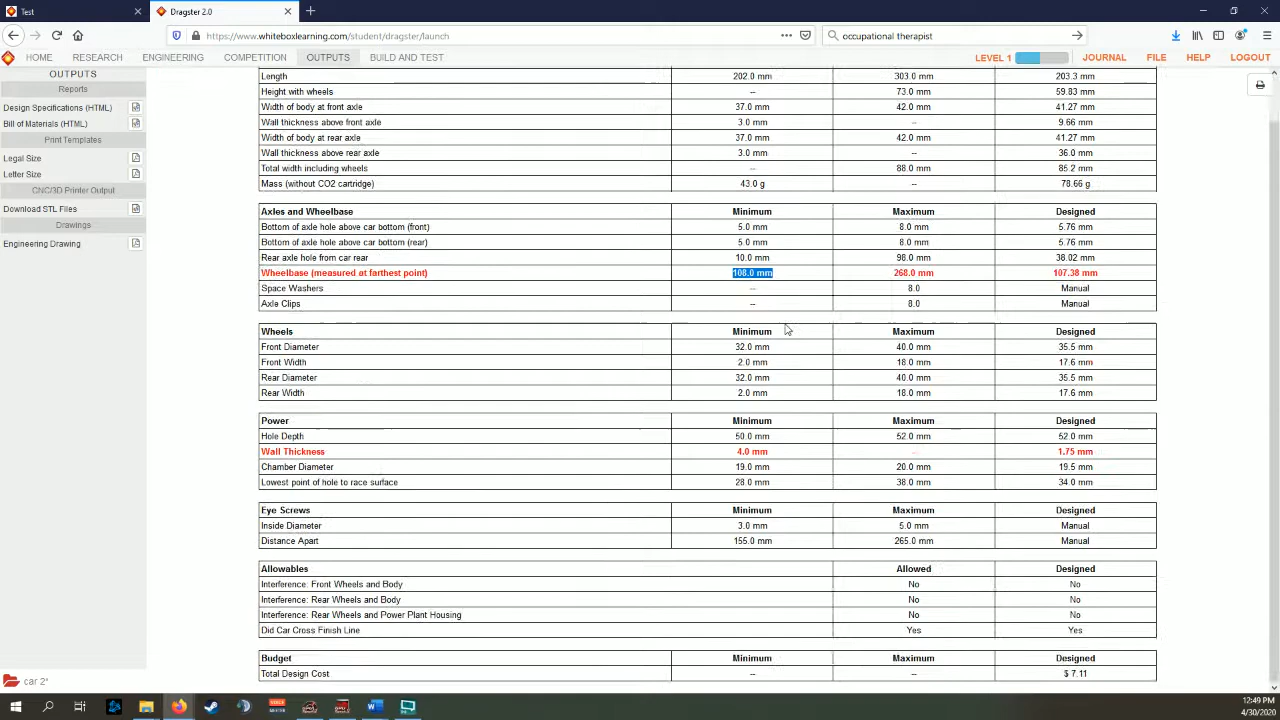 Test
Dragster 2.0
https://www.whiteboxlearning.com/student/dragster/launch
occupational therapist
HOME RESEARCH ENGINEERING COMPETITION OUTPUTS BUILD AND TEST LEVEL 1 JOURNAL FILE HELP LOGOUT
OUTPUTS
Reports
Design Specifications (HTML)
Bill of Materials (HTML)
Print Templates
Legal Size
Letter Size
CNC/3D Printer Output
Download STL Files
Drawings
Engineering Drawing
Length 202.0 mm 303.0 mm 203.3 mm
Height with wheels -- 73.0 mm 59.83 mm
Width of body at front axle 37.0 mm 42.0 mm 41.27 mm
Wall thickness above front axle 3.0 mm -- 9.66 mm
Width of body at rear axle 37.0 mm 42.0 mm 41.27 mm
Wall thickness above rear axle 3.0 mm -- 36.0 mm
Total width including wheels -- 88.0 mm 85.2 mm
Mass (without CO2 cartridge) 43.0 g -- 78.66 g
Axles and Wheelbase Minimum Maximum Designed
Bottom of axle hole above car bottom (front) 5.0 mm 8.0 mm 5.76 mm
Bottom of axle hole above car bottom (rear) 5.0 mm 8.0 mm 5.76 mm
Rear axle hole from car rear 10.0 mm 98.0 mm 38.02 mm
Wheelbase (measured at farthest point) 108.0 mm 268.0 mm 107.38 mm
Space Washers -- 8.0 Manual
Axle Clips -- 8.0 Manual
Wheels Minimum Maximum Designed
Front Diameter 32.0 mm 40.0 mm 35.5 mm
Front Width 2.0 mm 18.0 mm 17.6 mm
Rear Diameter 32.0 mm 40.0 mm 35.5 mm
Rear Width 2.0 mm 18.0 mm 17.6 mm
Power Minimum Maximum Designed
Hole Depth 50.0 mm 52.0 mm 52.0 mm
Wall Thickness 4.0 mm -- 1.75 mm
Chamber Diameter 19.0 mm 20.0 mm 19.5 mm
Lowest point of hole to race surface 28.0 mm 38.0 mm 34.0 mm
Eye Screws Minimum Maximum Designed
Inside Diameter 3.0 mm 5.0 mm Manual
Distance Apart 155.0 mm 265.0 mm Manual
Allowables Allowed Designed
Interference: Front Wheels and Body No No
Interference: Rear Wheels and Body No No
Interference: Rear Wheels and Power Plant Housing No No
Did Car Cross Finish Line Yes Yes
Budget Minimum Maximum Designed
Total Design Cost -- -- $ 7.11
car 2*
12:49 PM
4/30/2020